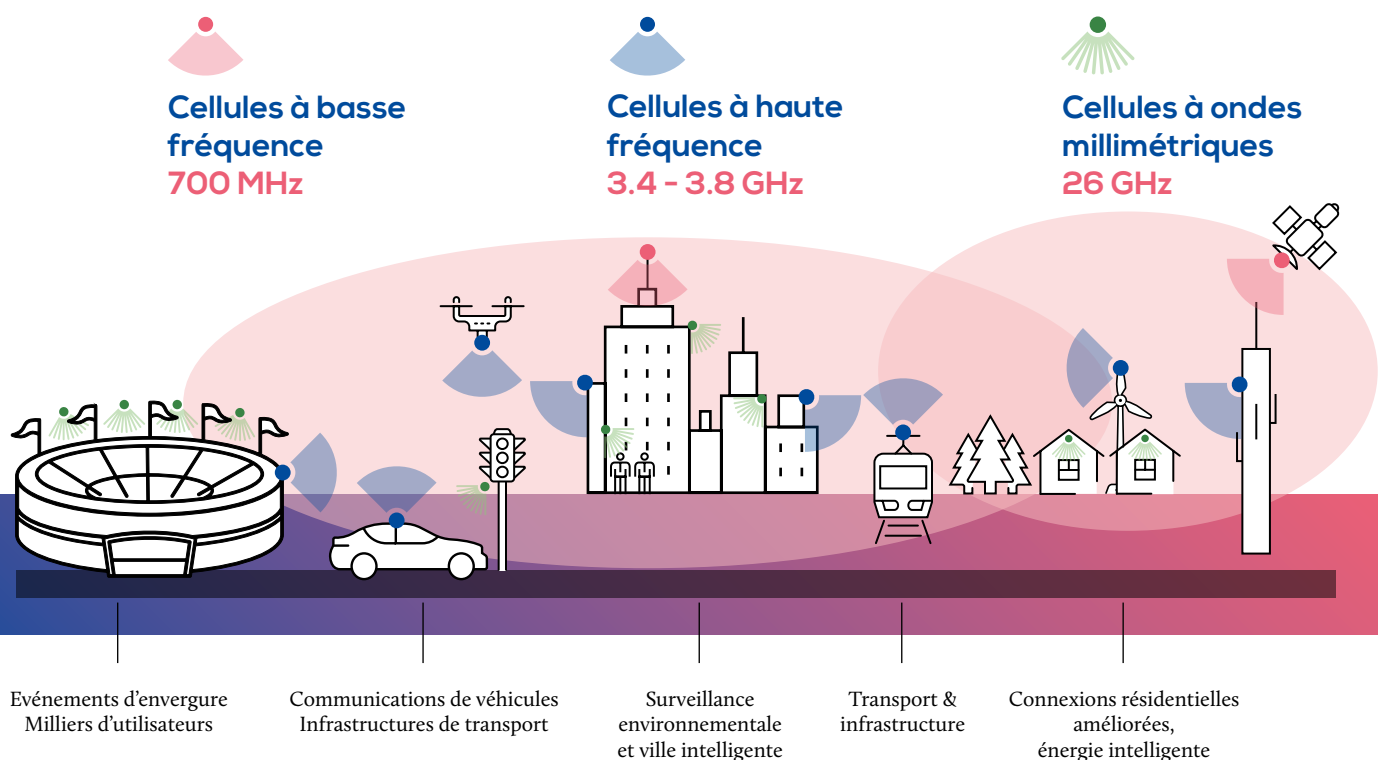 Cellules à basse
fréquence
700 MHz
Cellules à haute
fréquence
3.4 - 3.8 GHz
Cellules à ondes
millimétriques
26 GHz
Evénements d’envergure
Milliers d’utilisateurs
Communications de véhicules
Infrastructures de transport
Surveillance
environnementale
et ville intelligente
Transport &
infrastructure
Connexions résidentielles
améliorées,
énergie intelligente